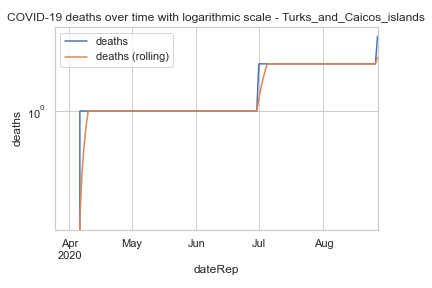 COVID-19 deaths over time with logarithmic scale - Turks_and_Caicos_islands
deaths
deaths (rolling)
10⁰
deaths
Apr
2020
May
Jun
Jul
Aug
dateRep